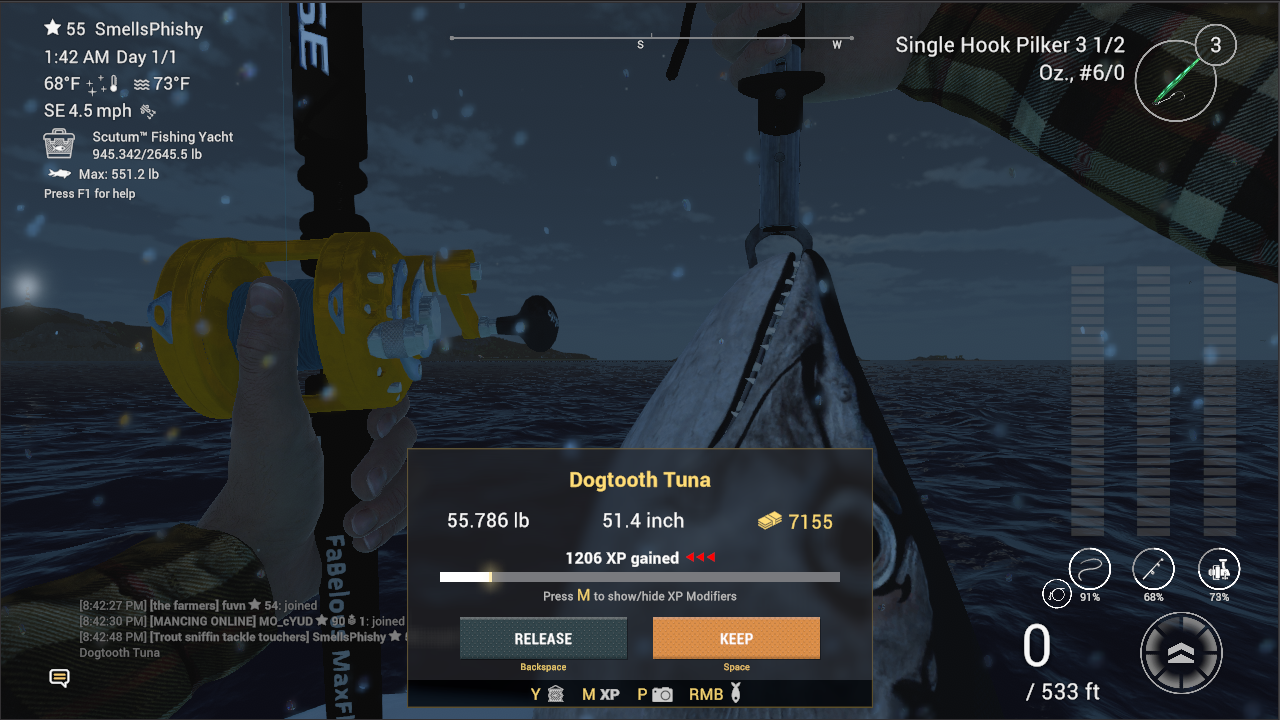 55 SmellsPhishy
1:42 AM Day 1/1
68°F 73°F
SE 4.5 mph
Scutum™ Fishing Yacht
945.342/2645.5 lb
Max: 551.2 lb
Press F1 for help
SE
S W
Single Hook Pilker 3 1/2
Oz., #6/0
3
Dogtooth Tuna
55.786 lb 51.4 inch 7155
1206 XP gained
Press M to show/hide XP Modifiers
RELEASE KEEP
Backspace Space
Y M XP P RMB
[8:42:27 PM] [the farmers] fuvn 54: joined
[8:42:30 PM] [MANCING ONLINE] MO_cYUD 90 1: joined
[8:42:48 PM] [Trout sniffin tackle touchers] SmellsPhishy
Dogtooth Tuna
91% 68% 73%
0
/ 533 ft